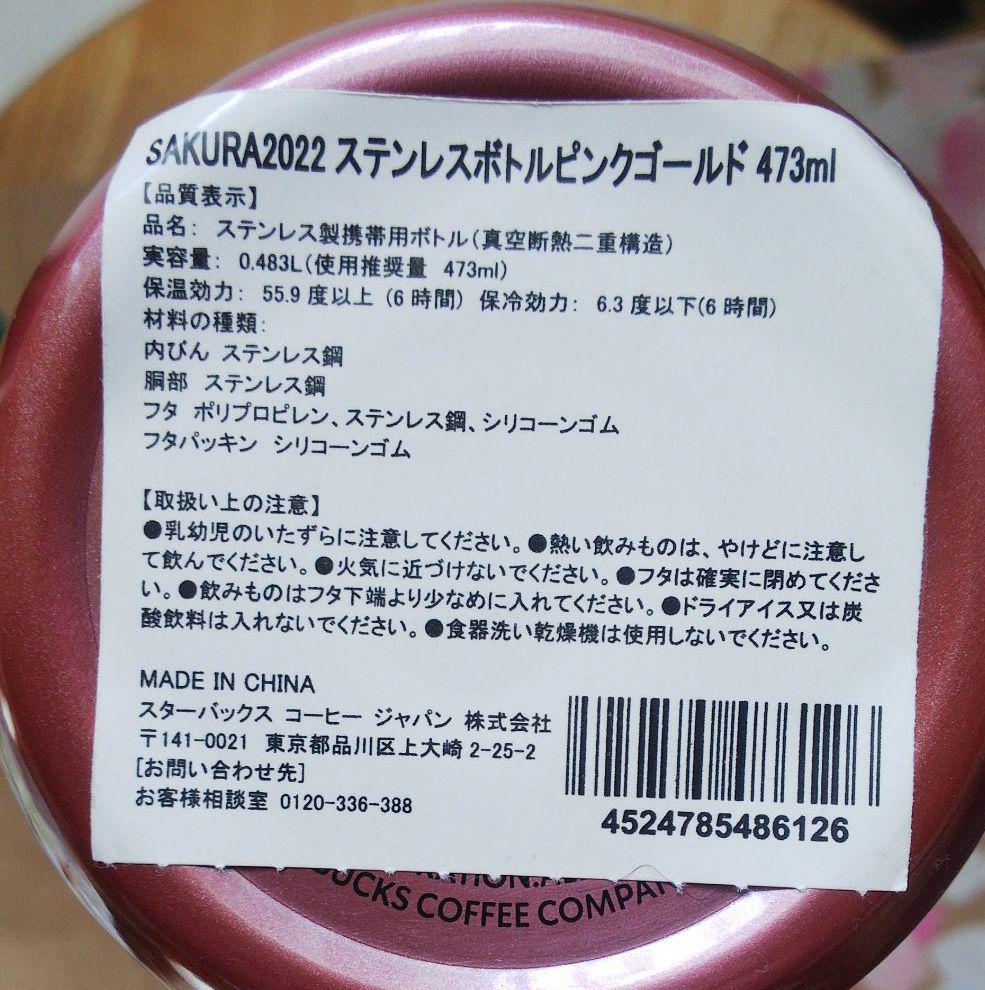 SAKURA2022 ステンレスボトルピンクゴールド 473ml
【品質表示】
品名： ステンレス製携帯用ボトル（真空断熱二重構造）
実容量： 0.483L（使用推奨量 473ml）
保温効力： 55.9 度以上 （6 時間） 保冷効力： 6.3 度以下（6 時間）
材料の種類：
内びん ステンレス鋼
胴部 ステンレス鋼
フタ ポリプロピレン、ステンレス鋼、シリコーンゴム
フタパッキン シリコーンゴム
【取扱い上の注意】
●乳幼児のいたずらに注意してください。●熱い飲みものは、やけどに注意し
て飲んでください。●火気に近づけないでください。●フタは確実に閉めてくださ
い。●飲みものはフタ下端より少なめに入れてください。●ドライアイス又は炭
酸飲料は入れないでください。●食器洗い乾燥機は使用しないでください。
MADE IN CHINA
スターバックス コーヒー ジャパン 株式会社
〒141-0021 東京都品川区上大崎 2-25-2
[お問い合わせ先]
お客様相談室 0120-336-388
4524785486126
COFFEE